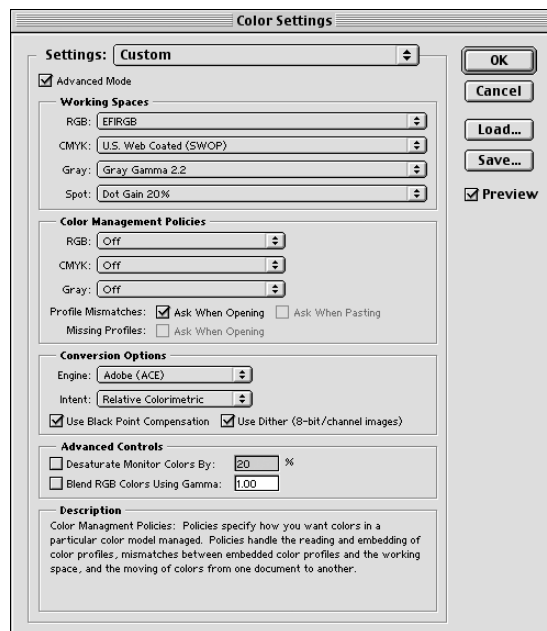 Color Settings
Settings: Custom
OK
Cancel
Load...
Save...
Preview
Advanced Mode
Working Spaces
RGB: EFIRGB
CMYK: U.S. Web Coated (SWOP)
Gray: Gray Gamma 2.2
Spot: Dot Gain 20%
Color Management Policies
RGB: Off
CMYK: Off
Gray: Off
Profile Mismatches: Ask When Opening Ask When Pasting
Missing Profiles: Ask When Opening
Conversion Options
Engine: Adobe (ACE)
Intent: Relative Colorimetric
Use Black Point Compensation Use Dither (8-bit/channel images)
Advanced Controls
Desaturate Monitor Colors By: 20 %
Blend RGB Colors Using Gamma: 1.00
Description
Color Managment Policies: Policies specify how you want colors in a
particular color model managed. Policies handle the reading and embedding of
color profiles, mismatches between embedded color profiles and the working
space, and the moving of colors from one document to another.